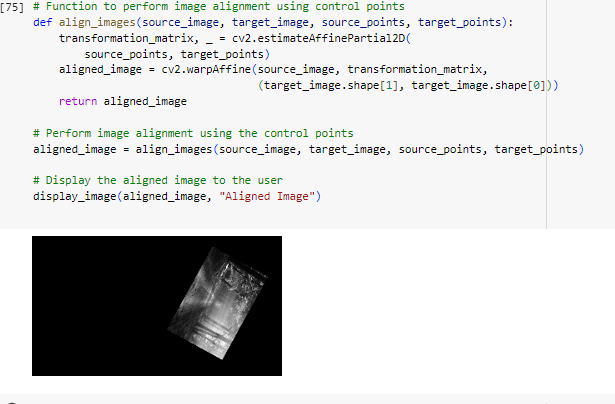 [75] # Function to perform image alignment using control points
def align_images(source_image, target_image, source_points, target_points):
    transformation_matrix, _ = cv2.estimateAffinePartial2D(
        source_points, target_points)
    aligned_image = cv2.warpAffine(source_image, transformation_matrix,
                                   (target_image.shape[1], target_image.shape[0]))
    return aligned_image
# Perform image alignment using the control points
aligned_image = align_images(source_image, target_image, source_points, target_points)
# Display the aligned image to the user
display_image(aligned_image, "Aligned Image")